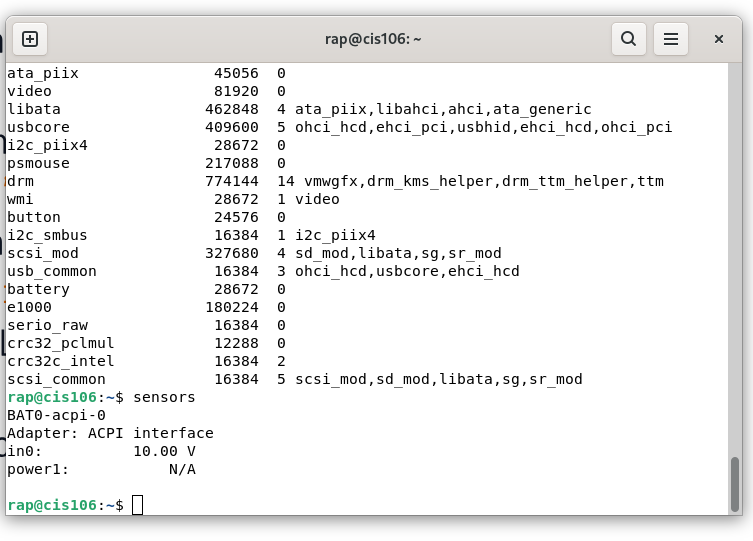 rap@cis106: ~
ata_piix 45056 0
video 81920 0
libata 462848 4 ata_piix,libahci,ahci,ata_generic
usbcore 409600 5 ohci_hcd,ehci_pci,usbhid,ehci_hcd,ohci_pci
i2c_piix4 28672 0
psmouse 217088 0
drm 774144 14 vmwgfx,drm_kms_helper,drm_ttm_helper,ttm
wmi 28672 1 video
button 24576 0
i2c_smbus 16384 1 i2c_piix4
scsi_mod 327680 4 sd_mod,libata,sg,sr_mod
usb_common 16384 3 ohci_hcd,usbcore,ehci_hcd
battery 28672 0
e1000 180224 0
serio_raw 16384 0
crc32_pclmul 12288 0
crc32c_intel 16384 2
scsi_common 16384 5 scsi_mod,sd_mod,libata,sg,sr_mod
rap@cis106:~$ sensors
BAT0-acpi-0
Adapter: ACPI interface
in0: 10.00 V
power1: N/A
rap@cis106:~$